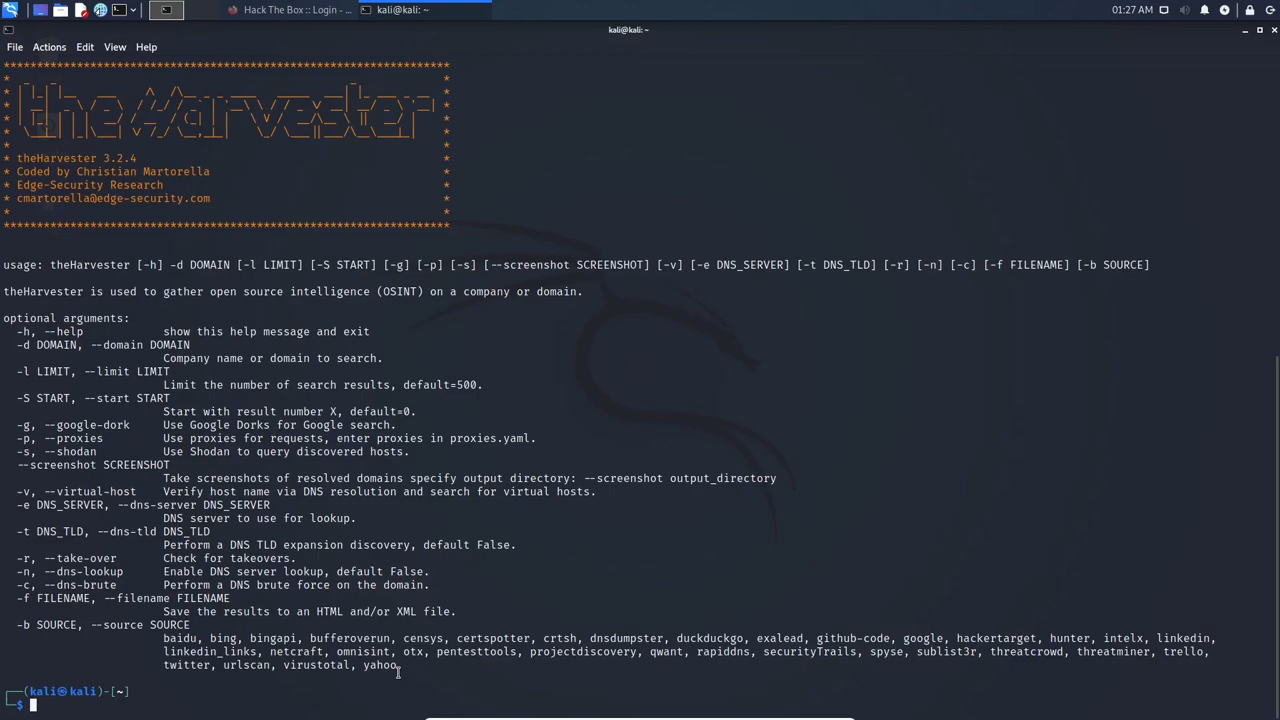 Hack The Box :: Login - ...
kali@kali: ~
01:27 AM
kali@kali: ~
File Actions Edit View Help
*******************************************************************
* theHarvester 3.2.4 *
* Coded by Christian Martorella *
* Edge-Security Research *
* cmartorella@edge-security.com *
* *
*******************************************************************
usage: theHarvester [-h] -d DOMAIN [-l LIMIT] [-S START] [-g] [-p] [-s] [--screenshot SCREENSHOT] [-v] [-e DNS_SERVER] [-t DNS_TLD] [-r] [-n] [-c] [-f FILENAME] [-b SOURCE]
theHarvester is used to gather open source intelligence (OSINT) on a company or domain.
optional arguments:
-h, --help show this help message and exit
-d DOMAIN, --domain DOMAIN
Company name or domain to search.
-l LIMIT, --limit LIMIT
Limit the number of search results, default=500.
-S START, --start START
Start with result number X, default=0.
-g, --google-dork Use Google Dorks for Google search.
-p, --proxies Use proxies for requests, enter proxies in proxies.yaml.
-s, --shodan Use Shodan to query discovered hosts.
--screenshot SCREENSHOT
Take screenshots of resolved domains specify output directory: --screenshot output_directory
-v, --virtual-host Verify host name via DNS resolution and search for virtual hosts.
-e DNS_SERVER, --dns-server DNS_SERVER
DNS server to use for lookup.
-t DNS_TLD, --dns-tld DNS_TLD
Perform a DNS TLD expansion discovery, default False.
-r, --take-over Check for takeovers.
-n, --dns-lookup Enable DNS server lookup, default False.
-c, --dns-brute Perform a DNS brute force on the domain.
-f FILENAME, --filename FILENAME
Save the results to an HTML and/or XML file.
-b SOURCE, --source SOURCE
baidu, bing, bingapi, bufferoverun, censys, certspotter, crtsh, dnsdumpster, duckduckgo, exalead, github-code, google, hackertarget, hunter, intelx, linkedin,
linkedin_links, netcraft, omnisint, otx, pentesttools, projectdiscovery, qwant, rapiddns, securityTrails, spyse, sublist3r, threatcrowd, threatminer, trello,
twitter, urlscan, virustotal, yahoo
┌──(kali㉿kali)-[~]
└─$